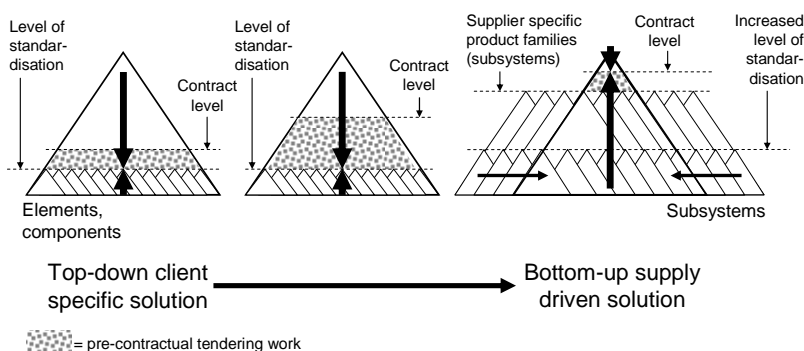 Level of
standar-
disation
Contract
level
Elements,
components
Level of
standar-
disation
Contract
level
Supplier specific
product families
(subsystems)
Contract
level
Increased
level of
standar-
disation
Subsystems
Top-down client
specific solution
Bottom-up supply
driven solution
= pre-contractual tendering work